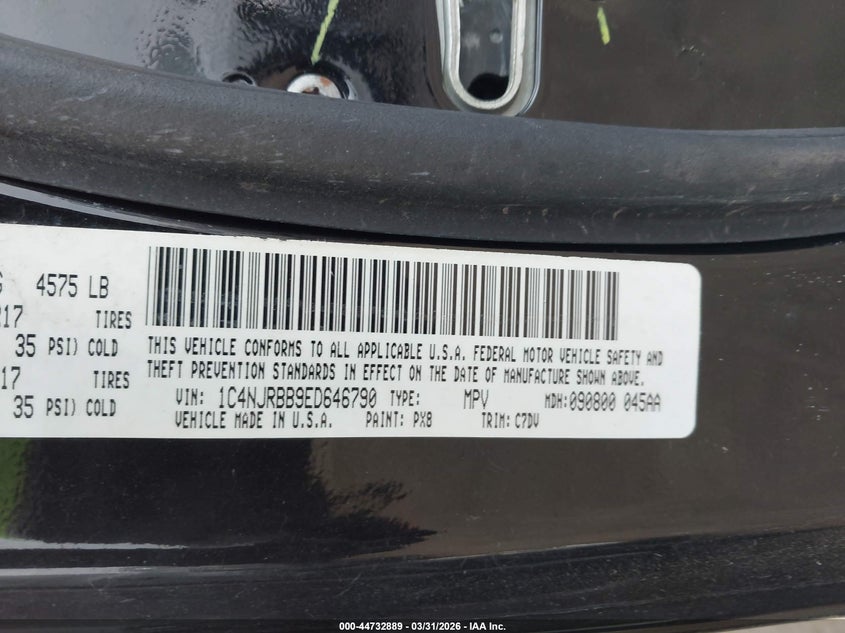 4575 LB
17 TIRES
35 PSI) COLD
17 TIRES
35 PSI) COLD
THIS VEHICLE CONFORMS TO ALL APPLICABLE U.S.A. FEDERAL MOTOR VEHICLE SAFETY AND
THEFT PREVENTION STANDARDS IN EFFECT ON THE DATE OF MANUFACTURE SHOWN ABOVE.
VIN: 1C4NJRBB9ED646790 TYPE: MPV MDH:090800 045AA
VEHICLE MADE IN U.S.A. PAINT: PX8 TRIM: C7DV
000-44732889 — 03/31/2026 — IAA Inc.